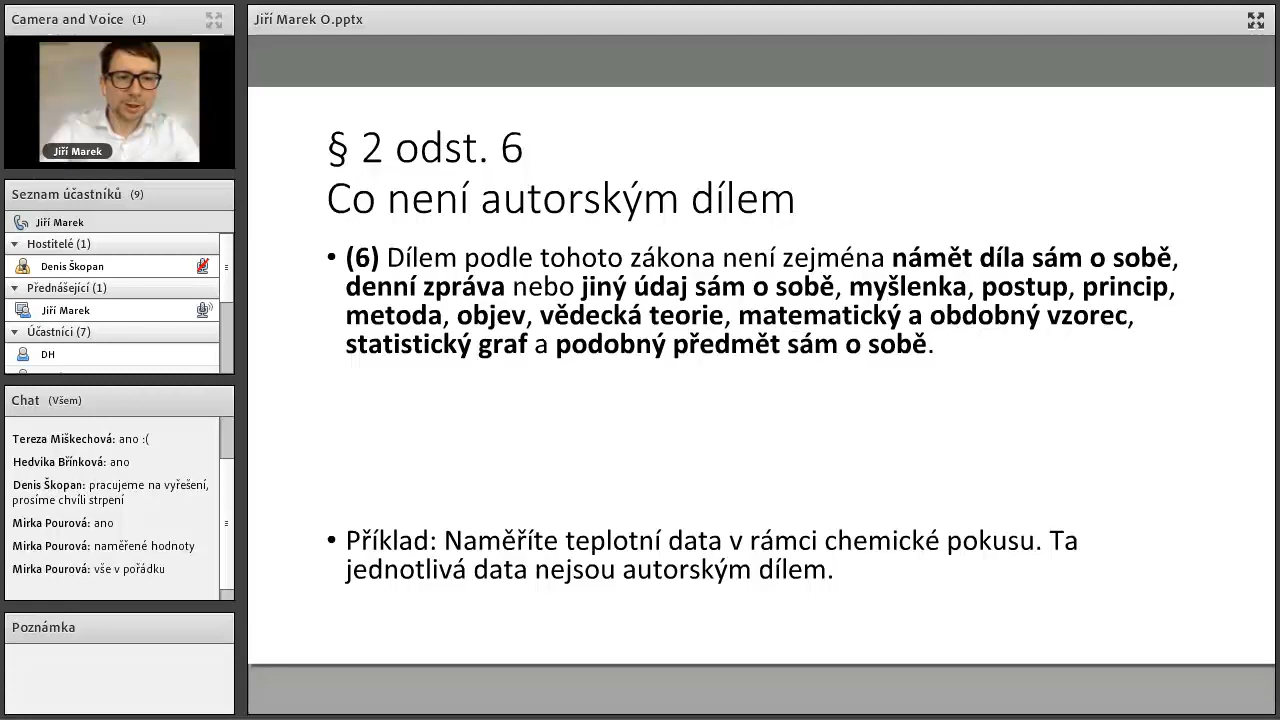 Camera and Voice (1)
Jiří Marek
Seznam účastníků (9)
Jiří Marek
Hostitelé (1)
Denis Škopan
Přednášející (1)
Jiří Marek
Účastníci (7)
DH
Chat (Všem)
Tereza Miškechová: ano :(
Hedvika Břínková: ano
Denis Škopan: pracujeme na vyřešení,
prosíme chvíli strpení
Mirka Pourová: ano
Mirka Pourová: naměřené hodnoty
Mirka Pourová: vše v pořádku
Poznámka
Jiří Marek O.pptx
§ 2 odst. 6
Co není autorským dílem
• (6) Dílem podle tohoto zákona není zejména námět díla sám o sobě,
denní zpráva nebo jiný údaj sám o sobě, myšlenka, postup, princip,
metoda, objev, vědecká teorie, matematický a obdobný vzorec,
statistický graf a podobný předmět sám o sobě.
• Příklad: Naměříte teplotní data v rámci chemické pokusu. Ta
jednotlivá data nejsou autorským dílem.